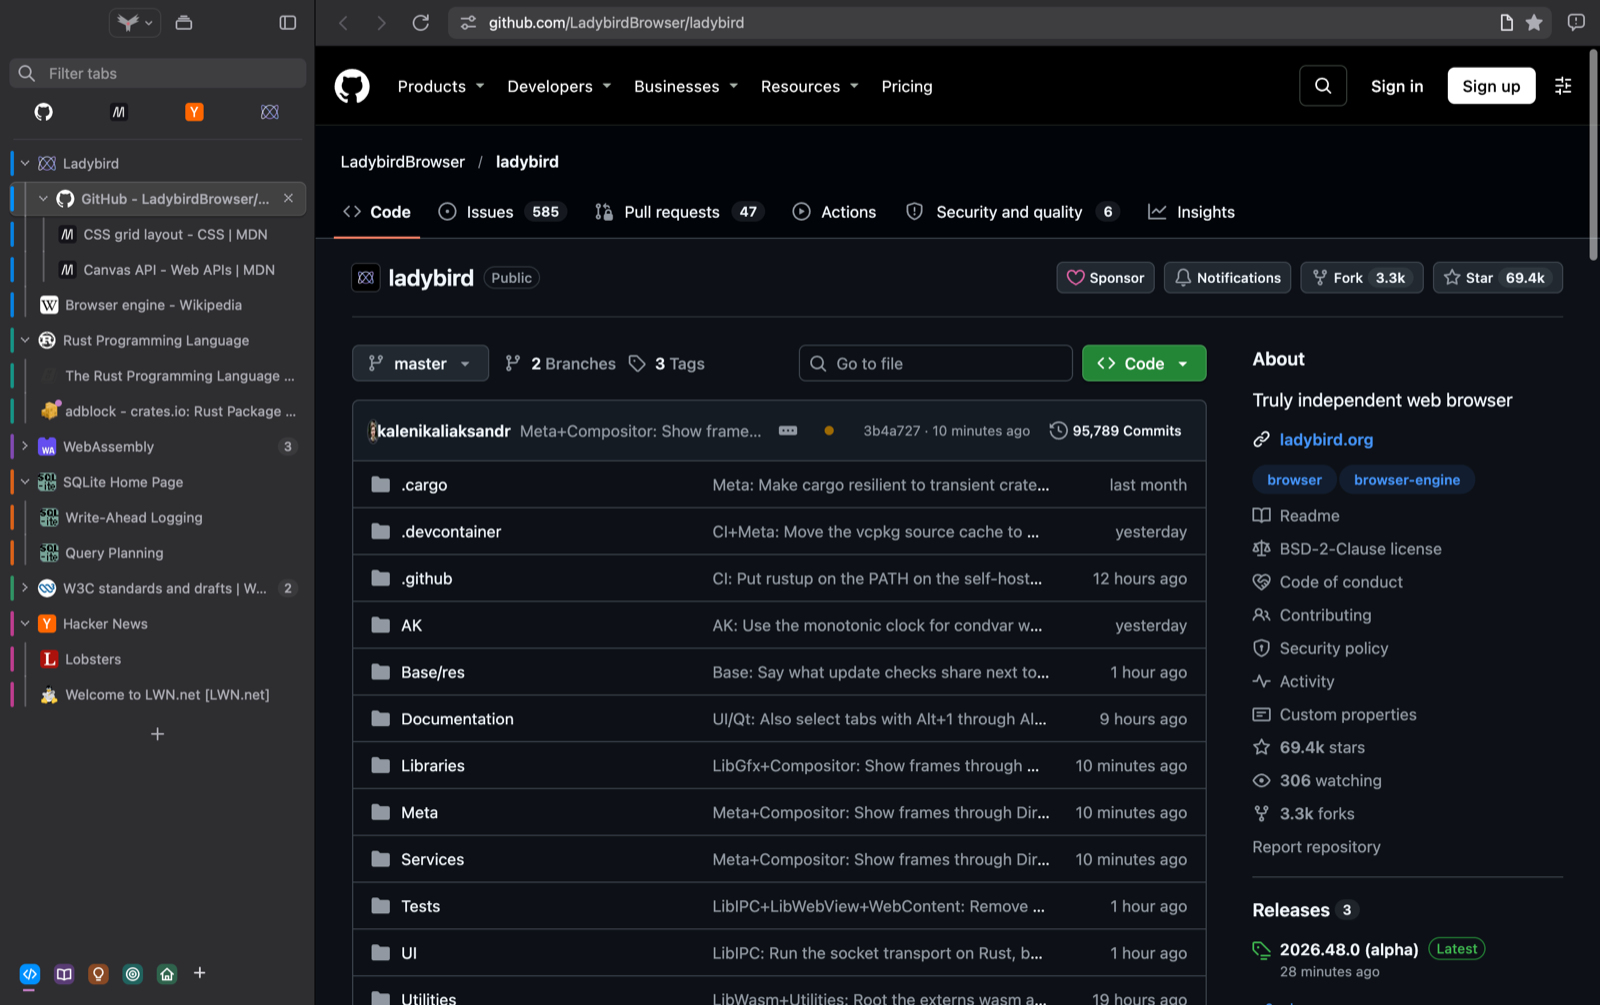 github.com/LadybirdBrowser/ladybird
Filter tabs
Ladybird
GitHub - LadybirdBrowser/...
CSS grid layout - CSS | MDN
Canvas API - Web APIs | MDN
Browser engine - Wikipedia
Rust Programming Language
The Rust Programming Language ...
adblock - crates.io: Rust Package ...
WebAssembly 3
SQLite Home Page
Write-Ahead Logging
Query Planning
W3C standards and drafts | W... 2
Hacker News
Lobsters
Welcome to LWN.net [LWN.net]
Products Developers Businesses Resources Pricing Sign in Sign up
LadybirdBrowser / ladybird
Code Issues 585 Pull requests 47 Actions Security and quality 6 Insights
ladybird Public Sponsor Notifications Fork 3.3k Star 69.4k
master 2 Branches 3 Tags Go to file Code
kalenikaliaksandr Meta+Compositor: Show frame... 3b4a727 · 10 minutes ago 95,789 Commits
.cargo Meta: Make cargo resilient to transient crate... last month
.devcontainer CI+Meta: Move the vcpkg source cache to ... yesterday
.github CI: Put rustup on the PATH on the self-host... 12 hours ago
AK AK: Use the monotonic clock for condvar w... yesterday
Base/res Base: Say what update checks share next to... 1 hour ago
Documentation UI/Qt: Also select tabs with Alt+1 through Al... 9 hours ago
Libraries LibGfx+Compositor: Show frames through ... 10 minutes ago
Meta Meta+Compositor: Show frames through Dir... 10 minutes ago
Services Meta+Compositor: Show frames through Dir... 10 minutes ago
Tests LibIPC+LibWebView+WebContent: Remove ... 1 hour ago
UI LibIPC: Run the socket transport on Rust, b... 1 hour ago
Utilities LibWasm+Utilities: Root the externs wasm a... 19 hours ago
About
Truly independent web browser
ladybird.org
browser browser-engine
Readme
BSD-2-Clause license
Code of conduct
Contributing
Security policy
Activity
Custom properties
69.4k stars
306 watching
3.3k forks
Report repository
Releases 3
2026.48.0 (alpha) Latest
28 minutes ago